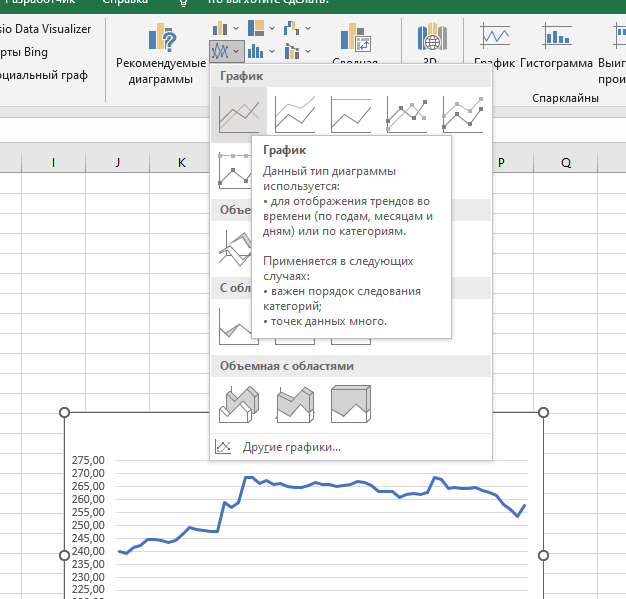 Разработчик Справка Что вы хотите сделать?
sio Data Visualizer
рты Bing
оциальный граф
Рекомендуемые
диаграммы
Сводная
3D
График Гистограмма Выиг
прои
Спарклайны
График
I J K P Q
График
Данный тип диаграммы
используется:
• для отображения трендов во
времени (по годам, месяцам и
дням) или по категориям.
Применяется в следующих
случаях:
• важен порядок следования
категорий;
• точек данных много.
Объе
С обл
Объемная с областями
Другие графики...
275,00
270,00
265,00
260,00
255,00
250,00
245,00
240,00
235,00
230,00
225,00